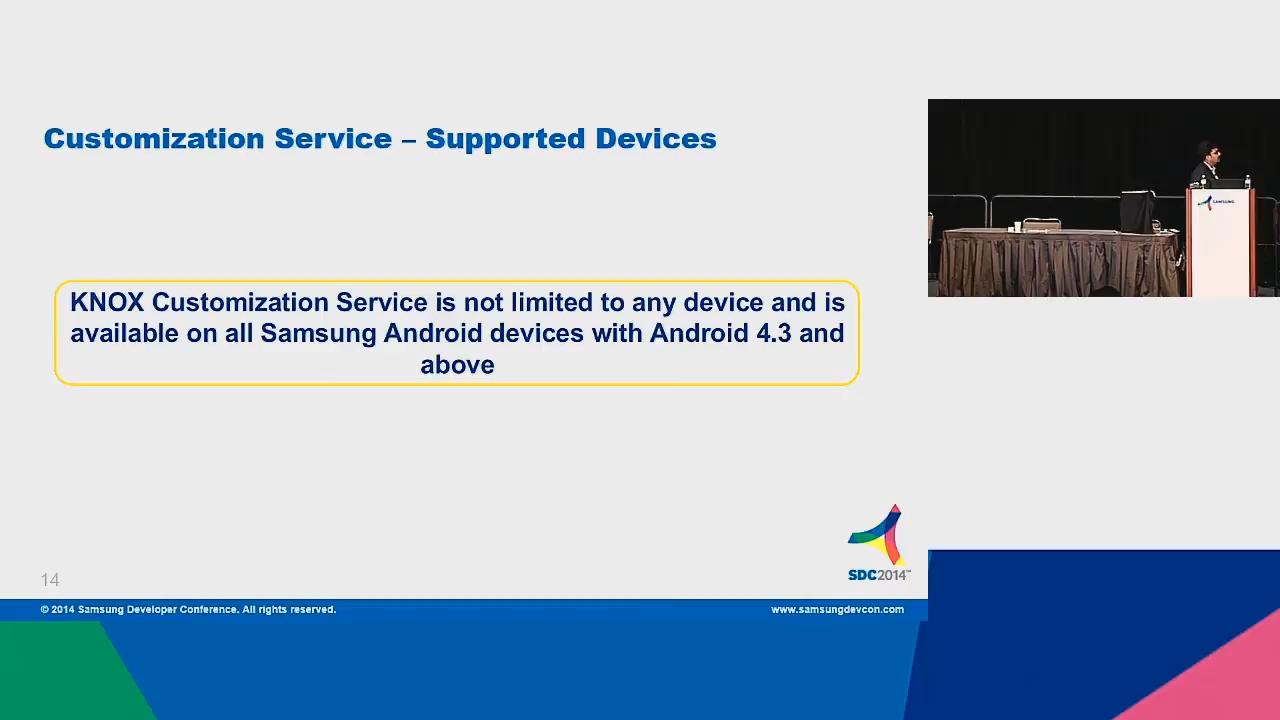 Customization Service – Supported Devices
KNOX Customization Service is not limited to any device and is
available on all Samsung Android devices with Android 4.3 and
above
SAMSUNG
SDC2014™
14
© 2014 Samsung Developer Conference. All rights reserved.
www.samsungdevcon.com